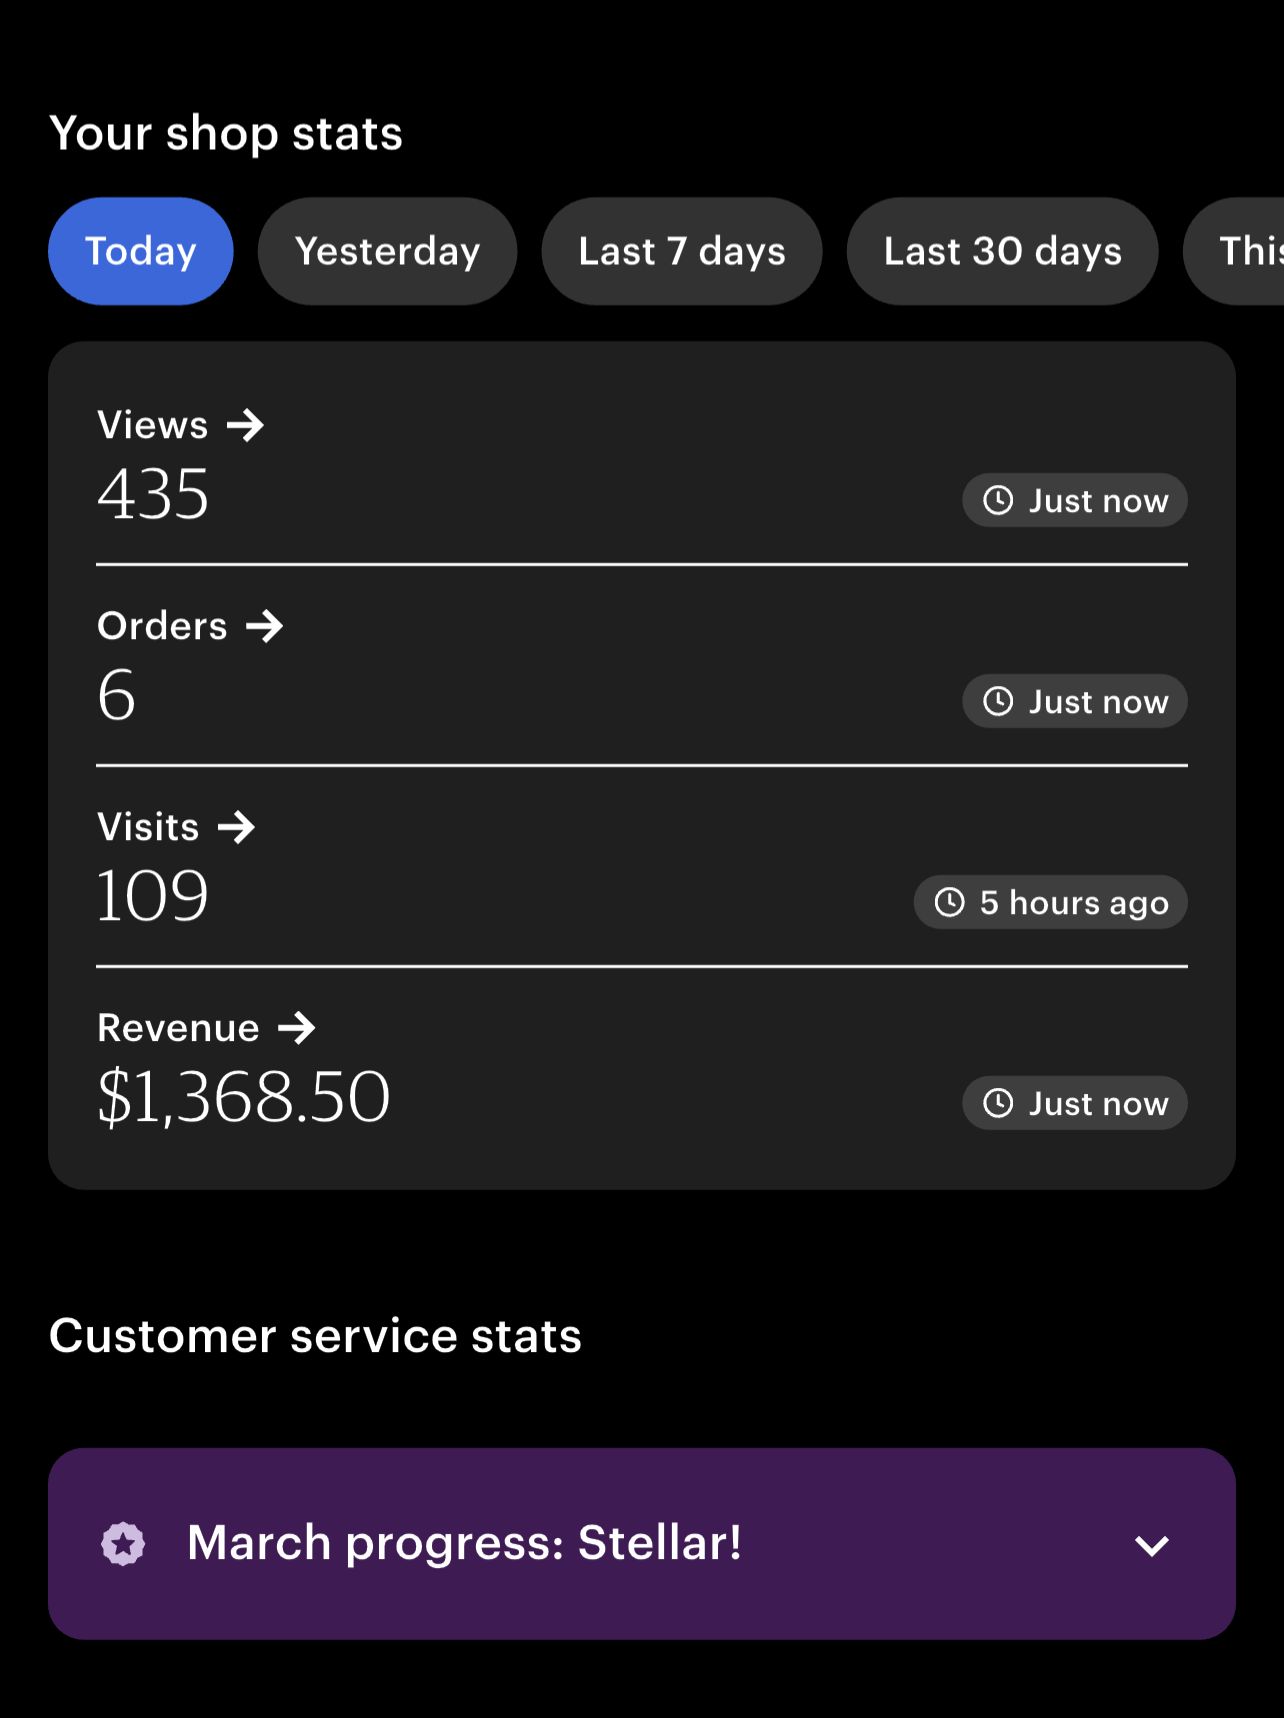 Your shop stats
Today Yesterday Last 7 days Last 30 days This
Views →
435
Just now
Orders →
6
Just now
Visits →
109
5 hours ago
Revenue →
$1,368.50
Just now
Customer service stats
March progress: Stellar!